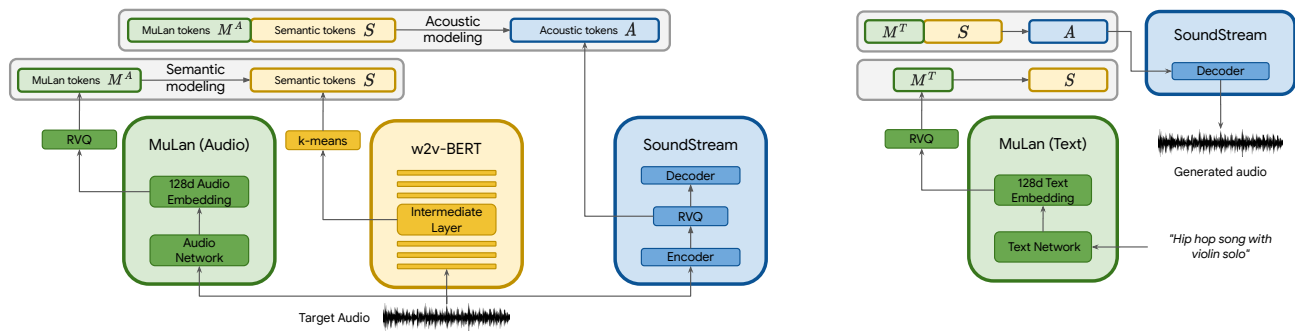 MuLan tokens M^A
Semantic tokens S
Acoustic
modeling
Acoustic tokens A
MuLan tokens M^A
Semantic
modeling
Semantic tokens S
RVQ
MuLan (Audio)
128d Audio
Embedding
Audio
Network
k-means
w2v-BERT
Intermediate
Layer
SoundStream
Decoder
RVQ
Encoder
Target Audio
M^T
S
A
M^T
S
RVQ
MuLan (Text)
128d Text
Embedding
Text Network
SoundStream
Decoder
Generated audio
"Hip hop song with
violin solo"